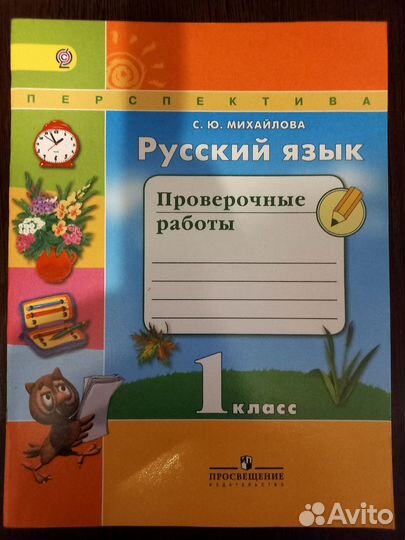 ПЕРСПЕКТИВА
С. Ю. МИХАЙЛОВА
Русский язык
Проверочные
работы
1 класс
ПРОСВЕЩЕНИЕ
ИЗДАТЕЛЬСТВО
Avito